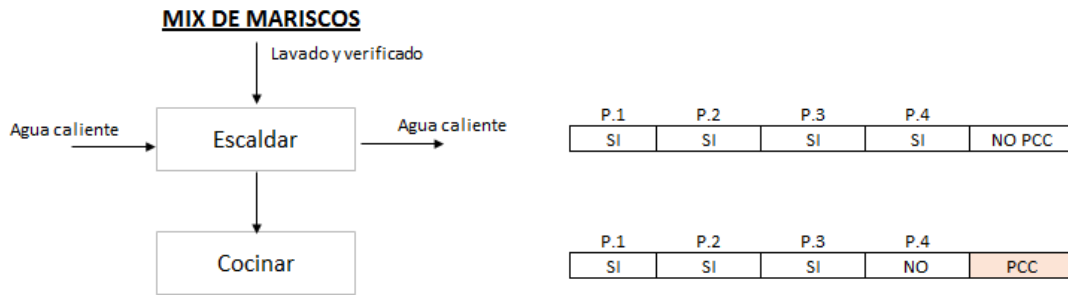 MIX DE MARISCOS
Lavado y verificado
Agua caliente
Escaldar
Agua caliente
P.1 P.2 P.3 P.4
SI SI SI SI NO PCC
Cocinar
P.1 P.2 P.3 P.4
SI SI SI NO PCC